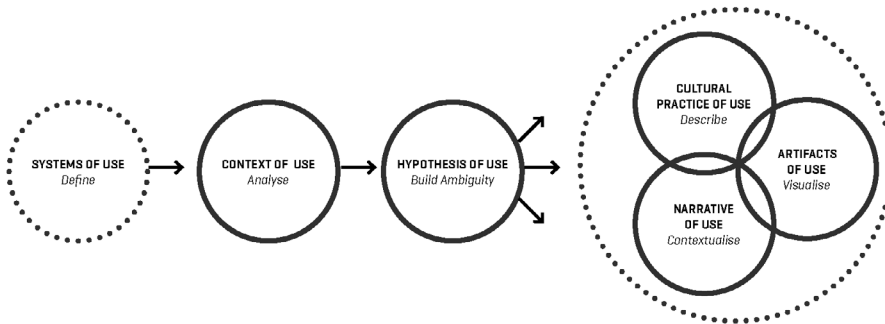 SYSTEMS OF USE
Define
CONTEXT OF USE
Analyse
HYPOTHESIS OF USE
Build Ambiguity
CULTURAL
PRACTICE OF USE
Describe
ARTIFACTS
OF USE
Visualise
NARRATIVE
OF USE
Contextualise